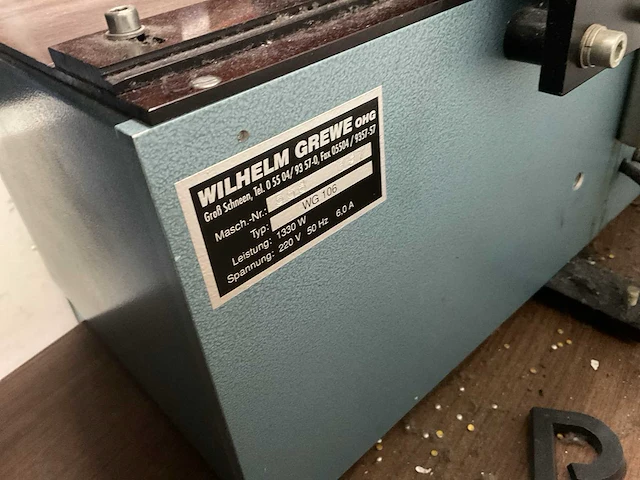 WILHELM GREWE OHG
Groß Schneen, Tel. 0 55 04/ 93 57-0, Fax 05504 / 9357-57
Masch.-Nr.:
Typ: WG 106
Leistung: 1330 W
Spannung: 220 V 50 Hz 6.0 A